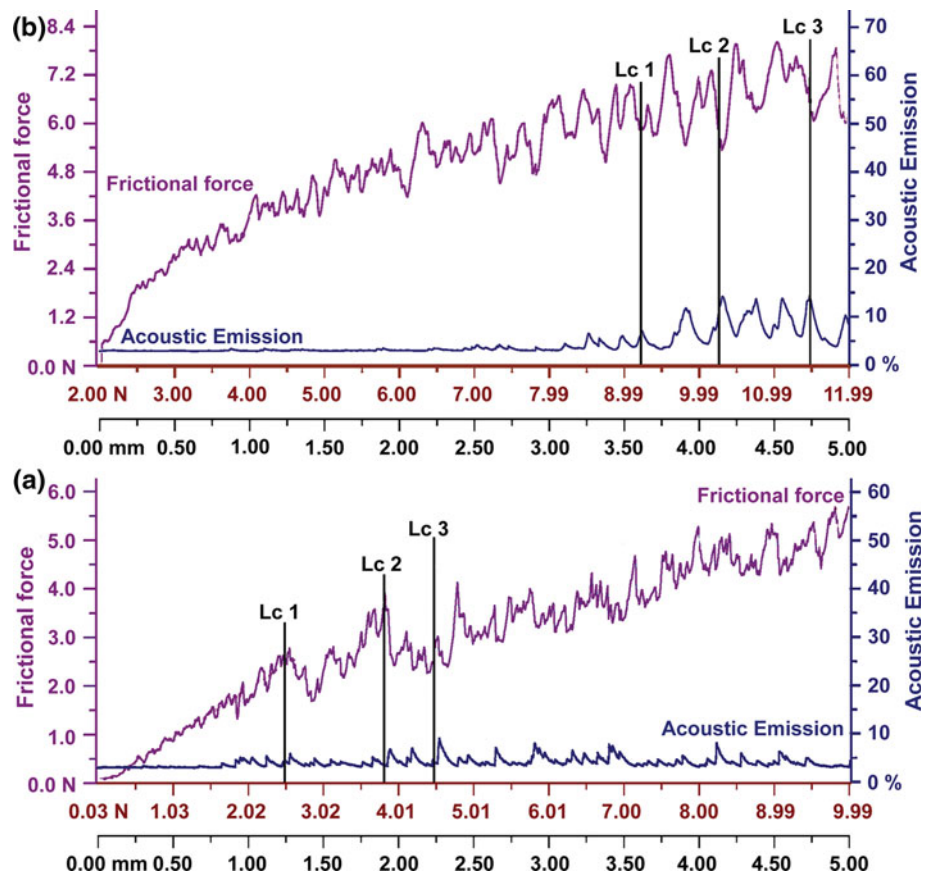 (b)
8.4
7.2
6.0
4.8
3.6
2.4
1.2
0.0 N
Frictional force
Frictional force
Acoustic Emission
Lc 1
Lc 2
Lc 3
70
60
50
40
30
20
10
0 %
Acoustic Emission
2.00 N 3.00 4.00 5.00 6.00 7.00 7.99 8.99 9.99 10.99 11.99
0.00 mm 0.50 1.00 1.50 2.00 2.50 3.00 3.50 4.00 4.50 5.00
(a)
6.0
5.0
4.0
3.0
2.0
1.0
0.0 N
Frictional force
Lc 1
Lc 2
Lc 3
Frictional force
Acoustic Emission
60
50
40
30
20
10
0 %
Acoustic Emission
0.03 N 1.03 2.02 3.02 4.01 5.01 6.01 7.00 8.00 8.99 9.99
0.00 mm 0.50 1.00 1.50 2.00 2.50 3.00 3.50 4.00 4.50 5.00